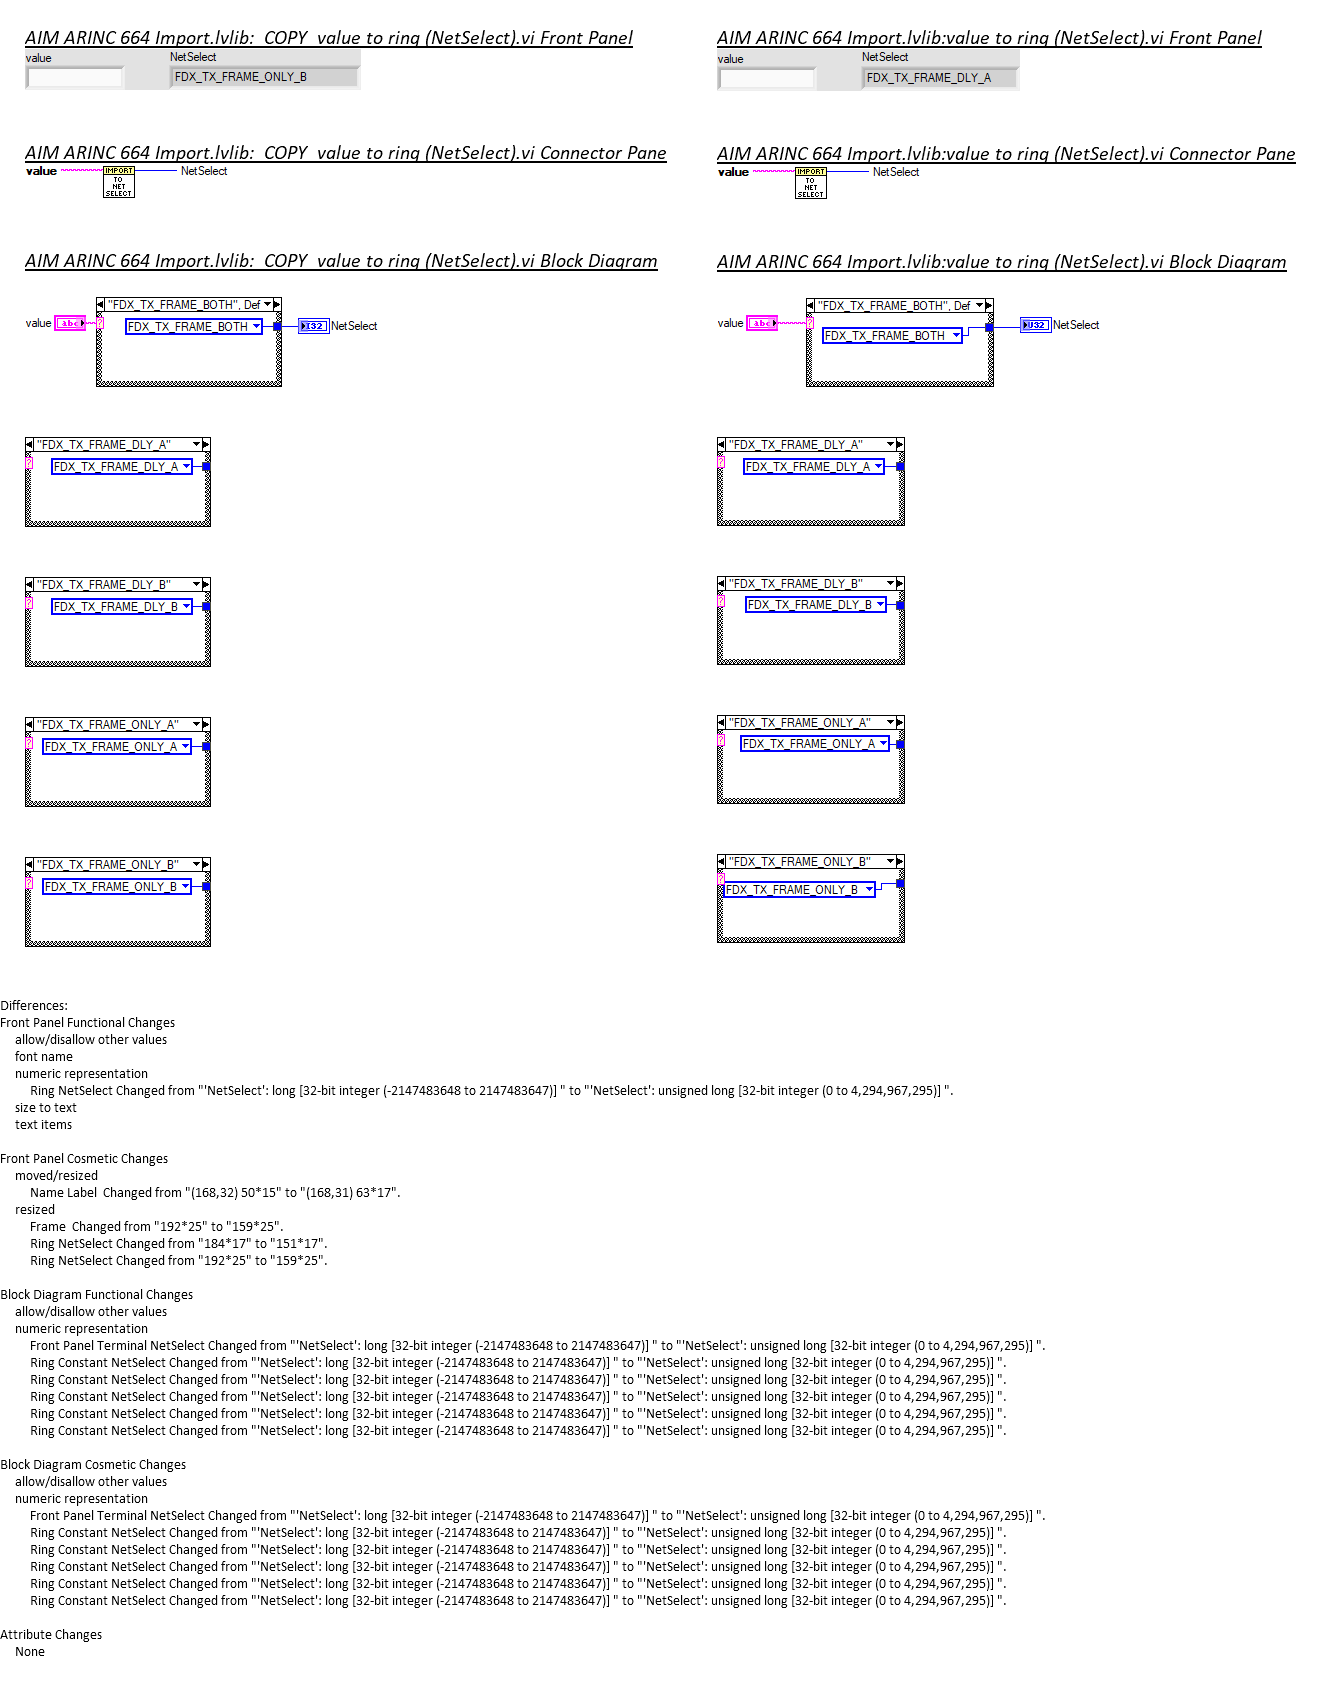 AIM ARINC 664 Import.lvlib:  COPY  value to ring (NetSelect).vi Front Panel
value
NetSelect
FDX_TX_FRAME_ONLY_B
AIM ARINC 664 Import.lvlib:value to ring (NetSelect).vi Front Panel
value
NetSelect
FDX_TX_FRAME_DLY_A
AIM ARINC 664 Import.lvlib:  COPY  value to ring (NetSelect).vi Connector Pane
value
IMPORT
TO
NET
SELECT
NetSelect
AIM ARINC 664 Import.lvlib:value to ring (NetSelect).vi Connector Pane
value
IMPORT
TO
NET
SELECT
NetSelect
AIM ARINC 664 Import.lvlib:  COPY  value to ring (NetSelect).vi Block Diagram
"FDX_TX_FRAME_BOTH", Def
value
abc
?
FDX_TX_FRAME_BOTH
I32
NetSelect
AIM ARINC 664 Import.lvlib:value to ring (NetSelect).vi Block Diagram
"FDX_TX_FRAME_BOTH", Def
value
abc
?
FDX_TX_FRAME_BOTH
U32
NetSelect
"FDX_TX_FRAME_DLY_A"
?
FDX_TX_FRAME_DLY_A
"FDX_TX_FRAME_DLY_A"
?
FDX_TX_FRAME_DLY_A
"FDX_TX_FRAME_DLY_B"
?
FDX_TX_FRAME_DLY_B
"FDX_TX_FRAME_DLY_B"
?
FDX_TX_FRAME_DLY_B
"FDX_TX_FRAME_ONLY_A"
?
FDX_TX_FRAME_ONLY_A
"FDX_TX_FRAME_ONLY_A"
?
FDX_TX_FRAME_ONLY_A
"FDX_TX_FRAME_ONLY_B"
?
FDX_TX_FRAME_ONLY_B
"FDX_TX_FRAME_ONLY_B"
?
FDX_TX_FRAME_ONLY_B
Differences:
Front Panel Functional Changes
allow/disallow other values
font name
numeric representation
Ring NetSelect Changed from "'NetSelect': long [32-bit integer (-2147483648 to 2147483647)] " to "'NetSelect': unsigned long [32-bit integer (0 to 4,294,967,295)] ".
size to text
text items
Front Panel Cosmetic Changes
moved/resized
Name Label  Changed from "(168,32) 50*15" to "(168,31) 63*17".
resized
Frame  Changed from "192*25" to "159*25".
Ring NetSelect Changed from "184*17" to "151*17".
Ring NetSelect Changed from "192*25" to "159*25".
Block Diagram Functional Changes
allow/disallow other values
numeric representation
Front Panel Terminal NetSelect Changed from "'NetSelect': long [32-bit integer (-2147483648 to 2147483647)] " to "'NetSelect': unsigned long [32-bit integer (0 to 4,294,967,295)] ".
Ring Constant NetSelect Changed from "'NetSelect': long [32-bit integer (-2147483648 to 2147483647)] " to "'NetSelect': unsigned long [32-bit integer (0 to 4,294,967,295)] ".
Ring Constant NetSelect Changed from "'NetSelect': long [32-bit integer (-2147483648 to 2147483647)] " to "'NetSelect': unsigned long [32-bit integer (0 to 4,294,967,295)] ".
Ring Constant NetSelect Changed from "'NetSelect': long [32-bit integer (-2147483648 to 2147483647)] " to "'NetSelect': unsigned long [32-bit integer (0 to 4,294,967,295)] ".
Ring Constant NetSelect Changed from "'NetSelect': long [32-bit integer (-2147483648 to 2147483647)] " to "'NetSelect': unsigned long [32-bit integer (0 to 4,294,967,295)] ".
Ring Constant NetSelect Changed from "'NetSelect': long [32-bit integer (-2147483648 to 2147483647)] " to "'NetSelect': unsigned long [32-bit integer (0 to 4,294,967,295)] ".
Block Diagram Cosmetic Changes
allow/disallow other values
numeric representation
Front Panel Terminal NetSelect Changed from "'NetSelect': long [32-bit integer (-2147483648 to 2147483647)] " to "'NetSelect': unsigned long [32-bit integer (0 to 4,294,967,295)] ".
Ring Constant NetSelect Changed from "'NetSelect': long [32-bit integer (-2147483648 to 2147483647)] " to "'NetSelect': unsigned long [32-bit integer (0 to 4,294,967,295)] ".
Ring Constant NetSelect Changed from "'NetSelect': long [32-bit integer (-2147483648 to 2147483647)] " to "'NetSelect': unsigned long [32-bit integer (0 to 4,294,967,295)] ".
Ring Constant NetSelect Changed from "'NetSelect': long [32-bit integer (-2147483648 to 2147483647)] " to "'NetSelect': unsigned long [32-bit integer (0 to 4,294,967,295)] ".
Ring Constant NetSelect Changed from "'NetSelect': long [32-bit integer (-2147483648 to 2147483647)] " to "'NetSelect': unsigned long [32-bit integer (0 to 4,294,967,295)] ".
Ring Constant NetSelect Changed from "'NetSelect': long [32-bit integer (-2147483648 to 2147483647)] " to "'NetSelect': unsigned long [32-bit integer (0 to 4,294,967,295)] ".
Attribute Changes
None